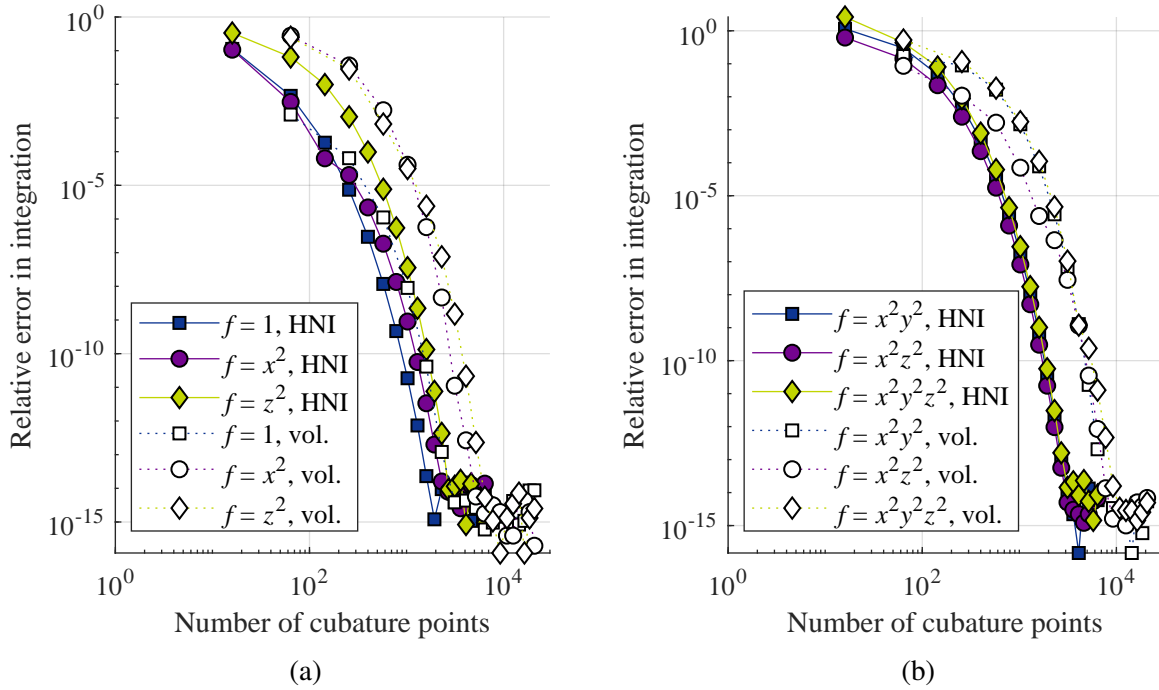 10^0
10^-5
10^-10
10^-15
Relative error in integration
f = 1, HNI
f = x^2, HNI
f = z^2, HNI
f = 1, vol.
f = x^2, vol.
f = z^2, vol.
10^0 10^2 10^4
Number of cubature points
(a)
10^0
10^-5
10^-10
10^-15
Relative error in integration
f = x^2y^2, HNI
f = x^2z^2, HNI
f = x^2y^2z^2, HNI
f = x^2y^2, vol.
f = x^2z^2, vol.
f = x^2y^2z^2, vol.
10^0 10^2 10^4
Number of cubature points
(b)